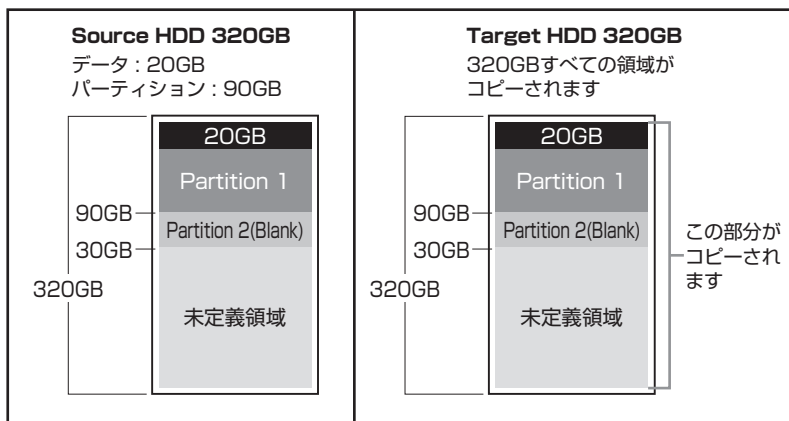 Source HDD 320GB
データ : 20GB
パーティション : 90GB
20GB
Partition 1
90GB
Partition 2(Blank)
30GB
320GB
未定義領域
Target HDD 320GB
320GBすべての領域が
コピーされます
20GB
Partition 1
90GB
Partition 2(Blank)
30GB
320GB
未定義領域
この部分が
コピーされ
ます